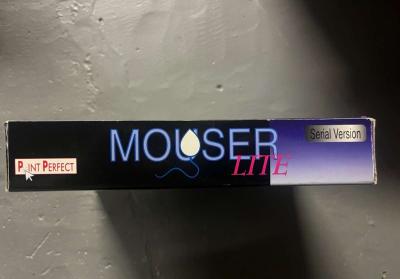 MOUSER
LITE
Serial Version
POINT PERFECT